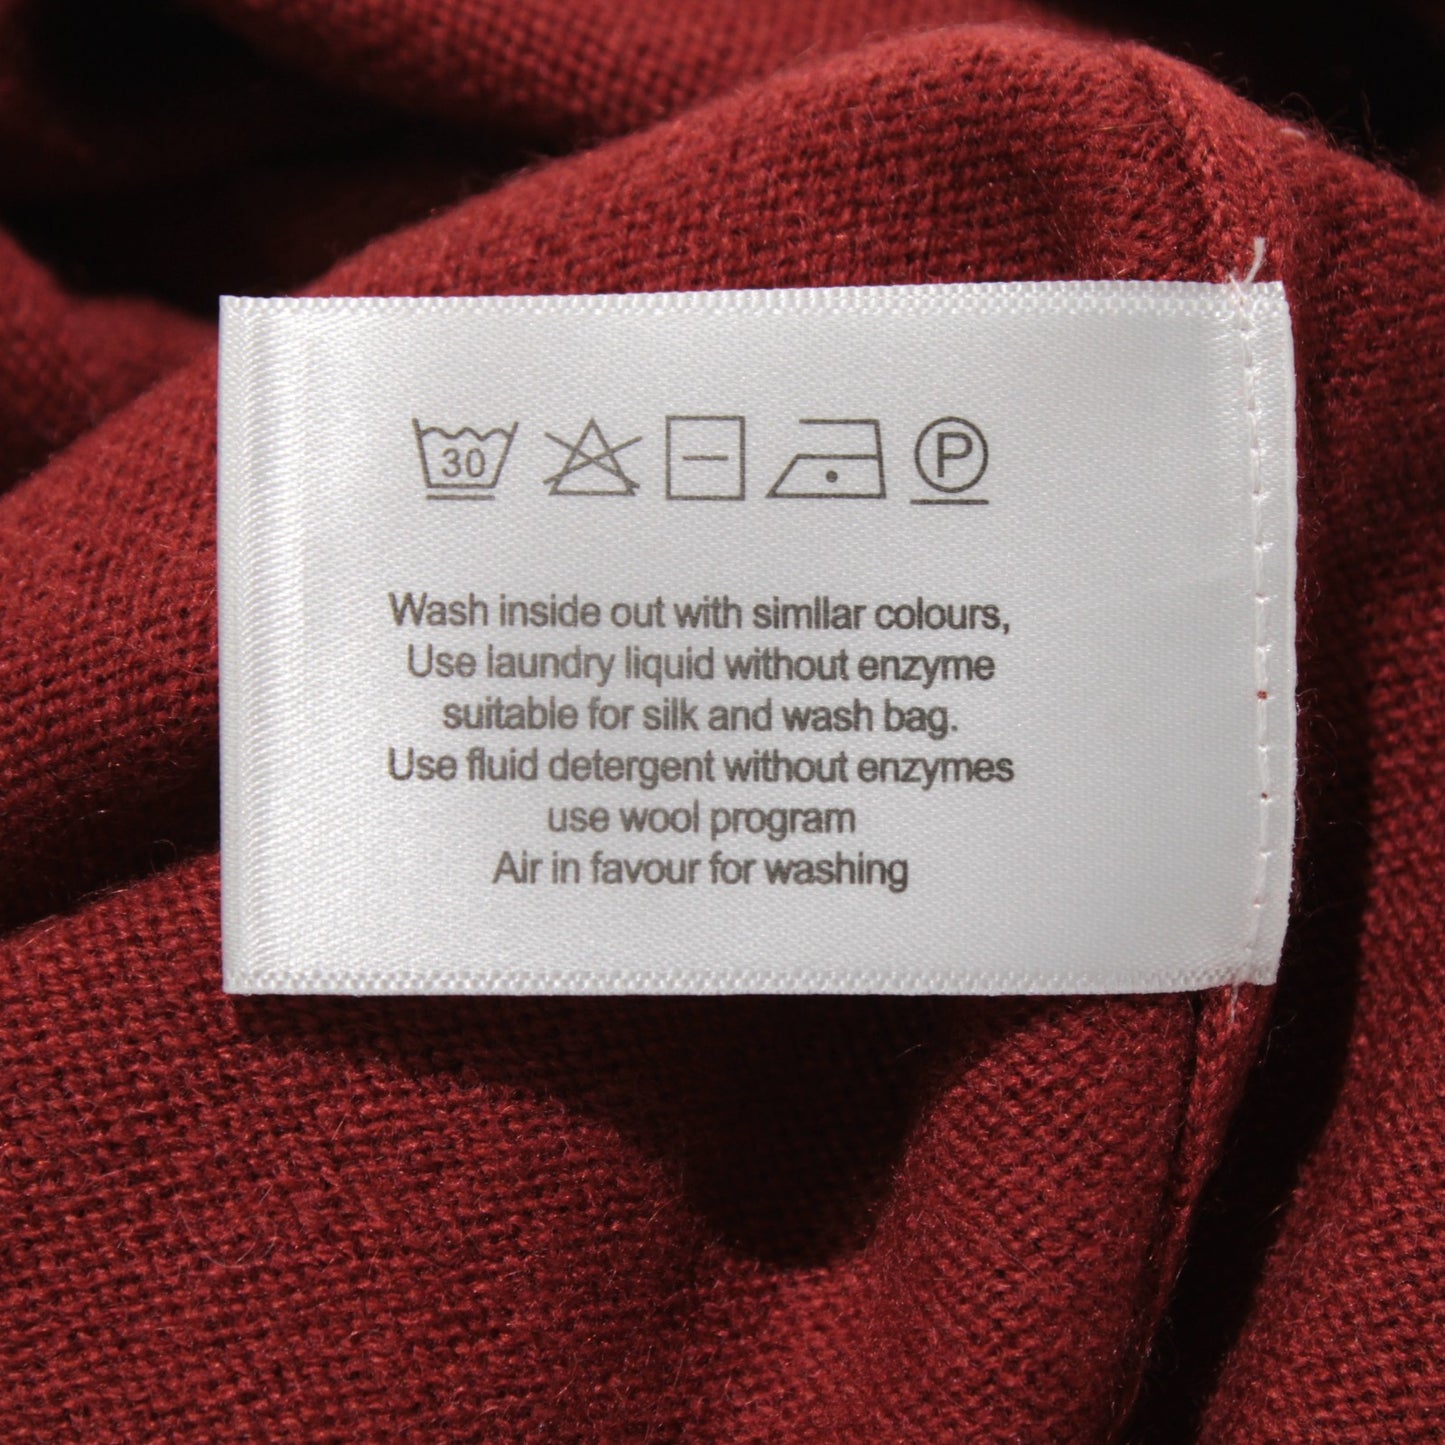 30 P
Wash inside out with simllar colours,
Use laundry liquid without enzyme
suitable for silk and wash bag.
Use fluid detergent without enzymes
use wool program
Air in favour for washing